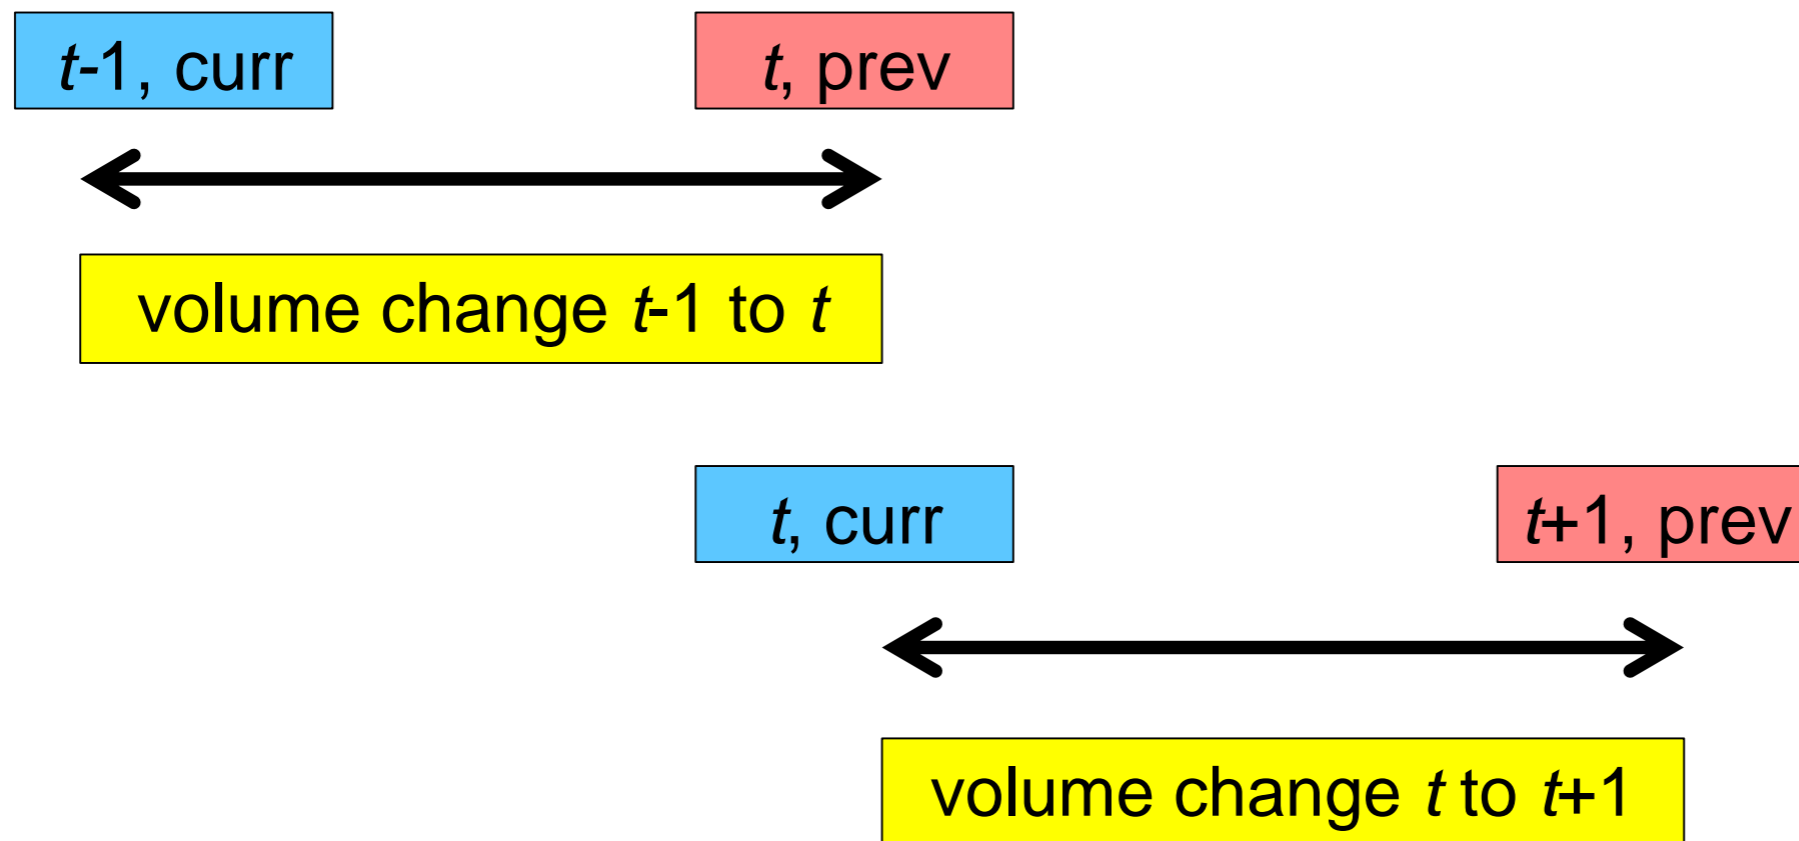 t-1, curr
t, prev
volume change t-1 to t
t, curr
t+1, prev
volume change t to t+1